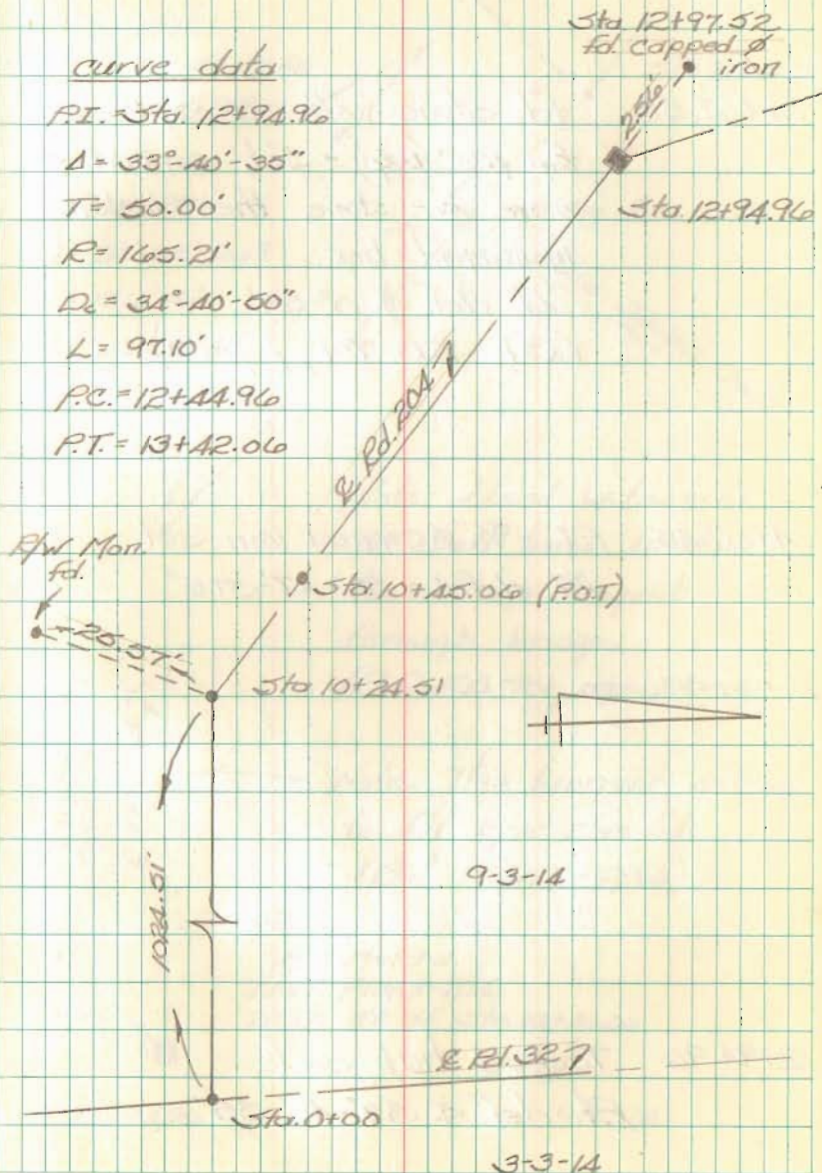 Sta. 12+97.52
fd. capped Ø
iron
curve data
P.I. = Sta. 12+94.96
Δ = 33°-40'-35"
T = 50.00'
R = 165.21'
Dc = 34°-40'-50"
L = 97.10'
P.C. = 12+44.96
P.T. = 13+42.06
2.56'
Sta. 12+94.96
℄ Rd. 204
R/W Mon.
fd.
Sta. 10+45.06 (P.O.T)
25.57'
Sta 10+24.51
1024.51'
9-3-14
℄ Rd. 327
Sta. 0+00
3-3-14